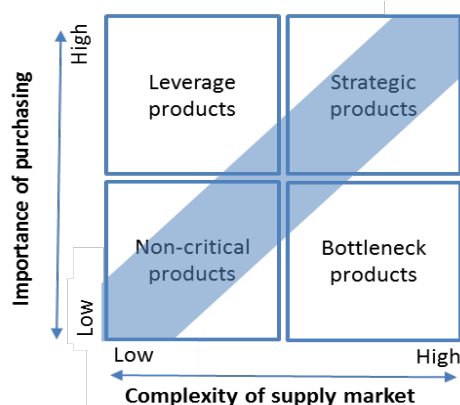 High
Importance of purchasing
Low
Leverage
products
Strategic
products
Non-critical
products
Bottleneck
products
Low
High
Complexity of supply market